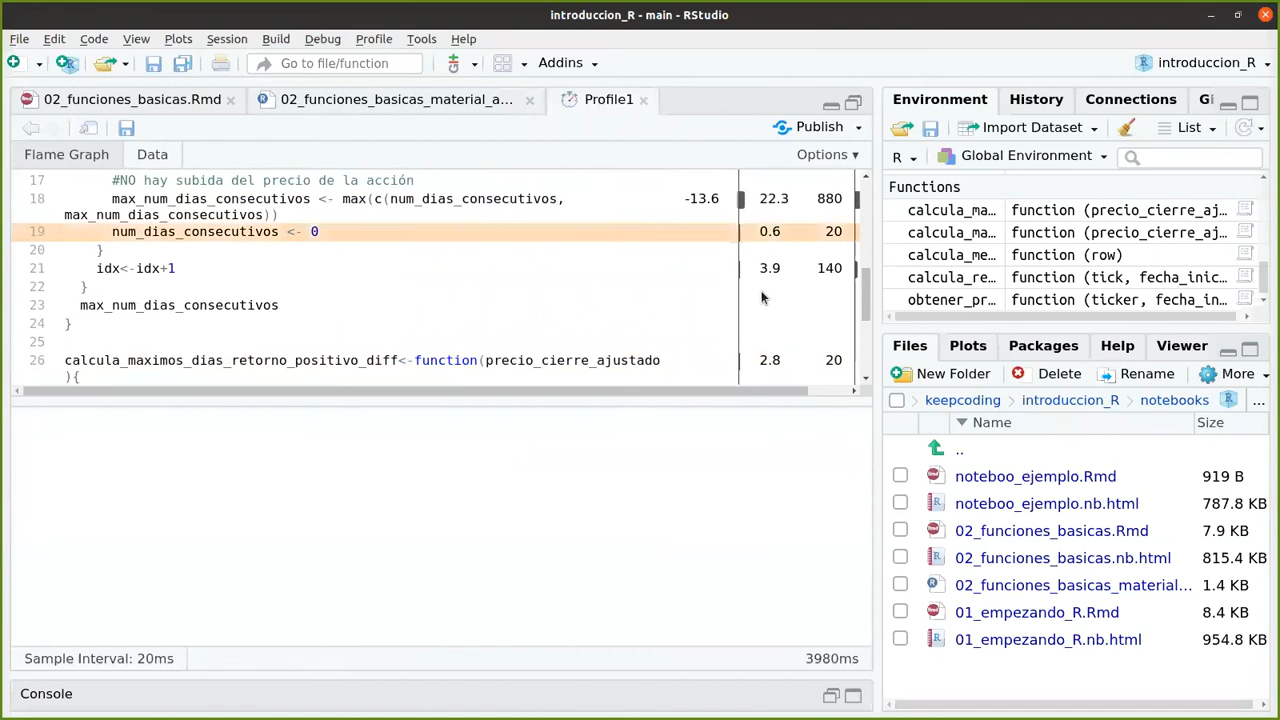 introduccion_R - main - RStudio
File Edit Code View Plots Session Build Debug Profile Tools Help
Go to file/function Addins introduccion_R
02_funciones_basicas.Rmd 02_funciones_basicas_material_a... Profile1
Publish
Flame Graph Data Options
17 #NO hay subida del precio de la acción
18 max_num_dias_consecutivos <- max(c(num_dias_consecutivos, -13.6 22.3 880
max_num_dias_consecutivos))
19 num_dias_consecutivos <- 0 0.6 20
20 }
21 idx<-idx+1 3.9 140
22 }
23 max_num_dias_consecutivos
24 }
25
26 calcula_maximos_dias_retorno_positivo_diff<-function(precio_cierre_ajustado 2.8 20
){
Sample Interval: 20ms 3980ms
Console
Environment History Connections Gi
Import Dataset List
R Global Environment
Functions
calcula_ma... function (precio_cierre_aj...
calcula_ma... function (precio_cierre_aj...
calcula_me... function (row)
calcula_re... function (tick, fecha_inic...
obtener_pr... function (ticker, fecha_in...
Files Plots Packages Help Viewer
New Folder Delete Rename More
keepcoding introduccion_R notebooks ...
Name Size
..
noteboo_ejemplo.Rmd 919 B
noteboo_ejemplo.nb.html 787.8 KB
02_funciones_basicas.Rmd 7.9 KB
02_funciones_basicas.nb.html 815.4 KB
02_funciones_basicas_material... 1.4 KB
01_empezando_R.Rmd 8.4 KB
01_empezando_R.nb.html 954.8 KB